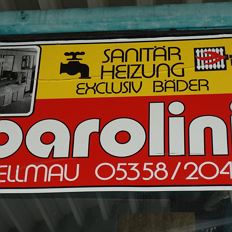 SANITÄR
HEIZUNG
EXCLUSIV BÄDER
parolini
ELLMAU 05358/204